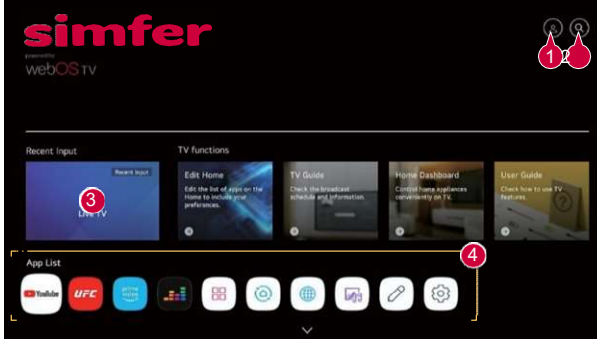 simfer
powered by
webOS TV
1 2
Recent Input
TV functions
Recent Input
3
Live TV
Edit Home
Edit the list of apps on the
Home to include your
preferences.
TV Guide
Check the broadcast
schedule and information.
Home Dashboard
Control home appliances
conveniently on TV.
User Guide
Check how to use TV
features.
4
App List
YouTube
UFC
prime
video